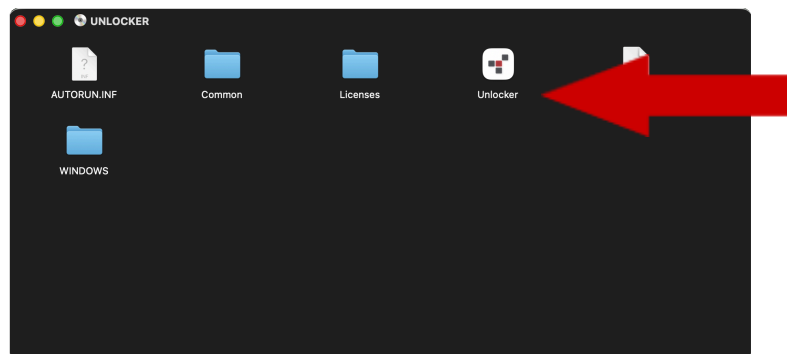 UNLOCKER
AUTORUN.INF
Common
Licenses
Unlocker
WINDOWS